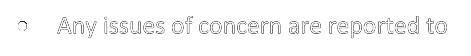 ○ Any issues of concern are reported to